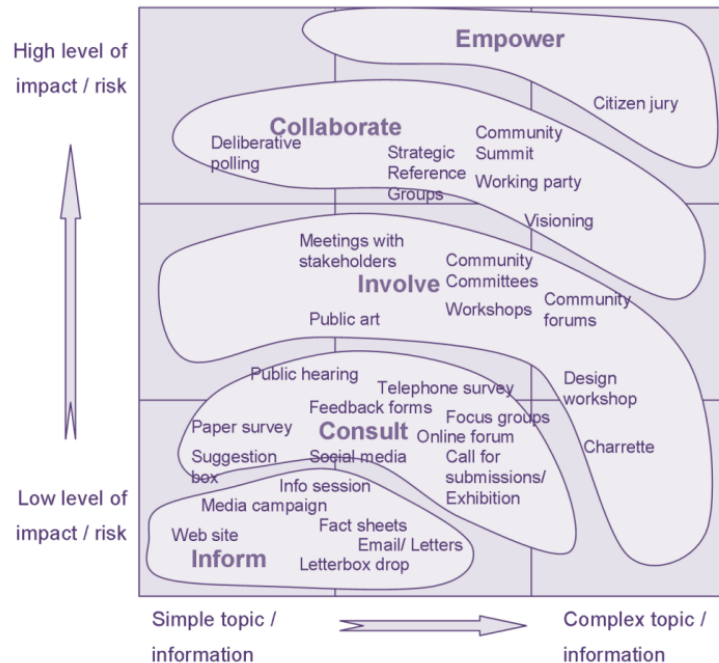 High level of
impact / risk
Empower
Citizen jury
Collaborate
Deliberative
polling
Strategic
Reference
Groups
Community
Summit
Working party
Visioning
Meetings with
stakeholders
Involve
Community
Committees
Workshops
Community
forums
Public art
Design
workshop
Charrette
Public hearing
Telephone survey
Feedback forms
Focus groups
Paper survey
Consult
Online forum
Suggestion
box
Social media
Call for
submissions/
Exhibition
Low level of
impact / risk
Info session
Media campaign
Web site
Fact sheets
Email/ Letters
Inform
Letterbox drop
Simple topic /
information
Complex topic /
information